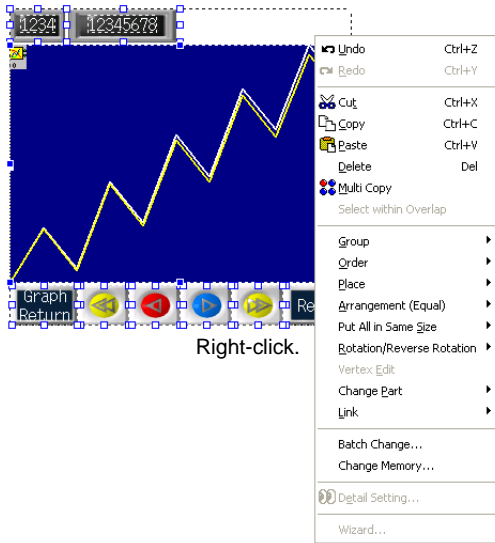 1234 12345678
0
Undo Ctrl+Z
Redo Ctrl+Y
Cut Ctrl+X
Copy Ctrl+C
Paste Ctrl+V
Delete Del
Multi Copy
Select within Overlap
Group
Order
Place
Arrangement (Equal)
Put All in Same Size
Rotation/Reverse Rotation
Vertex Edit
Change Part
Link
Batch Change...
Change Memory...
Detail Setting...
Wizard...
Graph
Return
Re
Right-click.